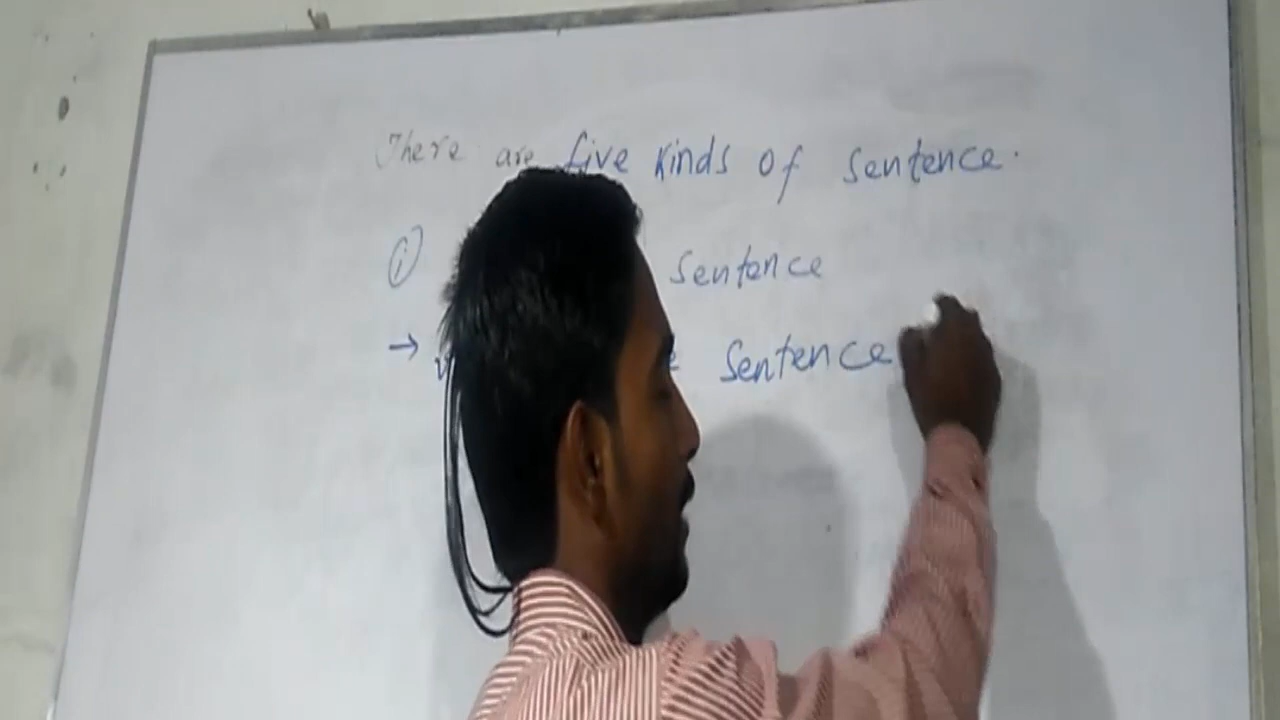 There are five kinds of sentence.
(i) sentence
→ sentence